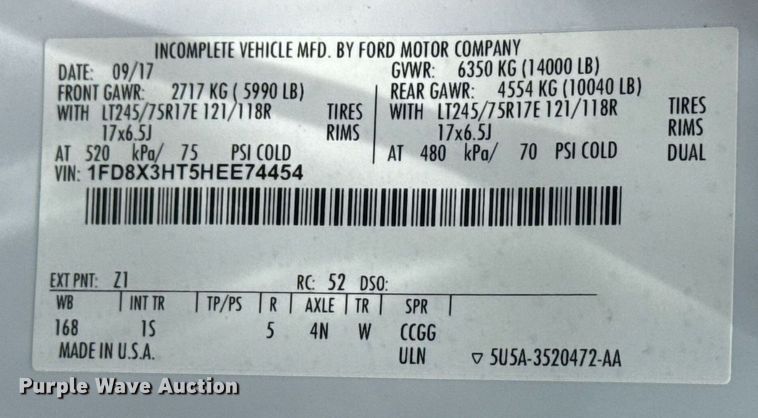 INCOMPLETE VEHICLE MFD. BY FORD MOTOR COMPANY
DATE: 09/17 GVWR: 6350 KG (14000 LB)
FRONT GAWR: 2717 KG ( 5990 LB) REAR GAWR: 4554 KG (10040 LB)
WITH LT245/75R17E 121/118R TIRES WITH LT245/75R17E 121/118R TIRES
17x6.5J RIMS 17x6.5J RIMS
AT 520 kPa/ 75 PSI COLD AT 480 kPa/ 70 PSI COLD DUAL
VIN: 1FD8X3HT5HEE74454
EXT PNT: Z1 RC: 52 DSO:
WB INT TR TP/PS R AXLE TR SPR
168 1S 5 4N W CCGG
MADE IN U.S.A. ULN ▽ 5U5A-3520472-AA
Purple Wave Auction